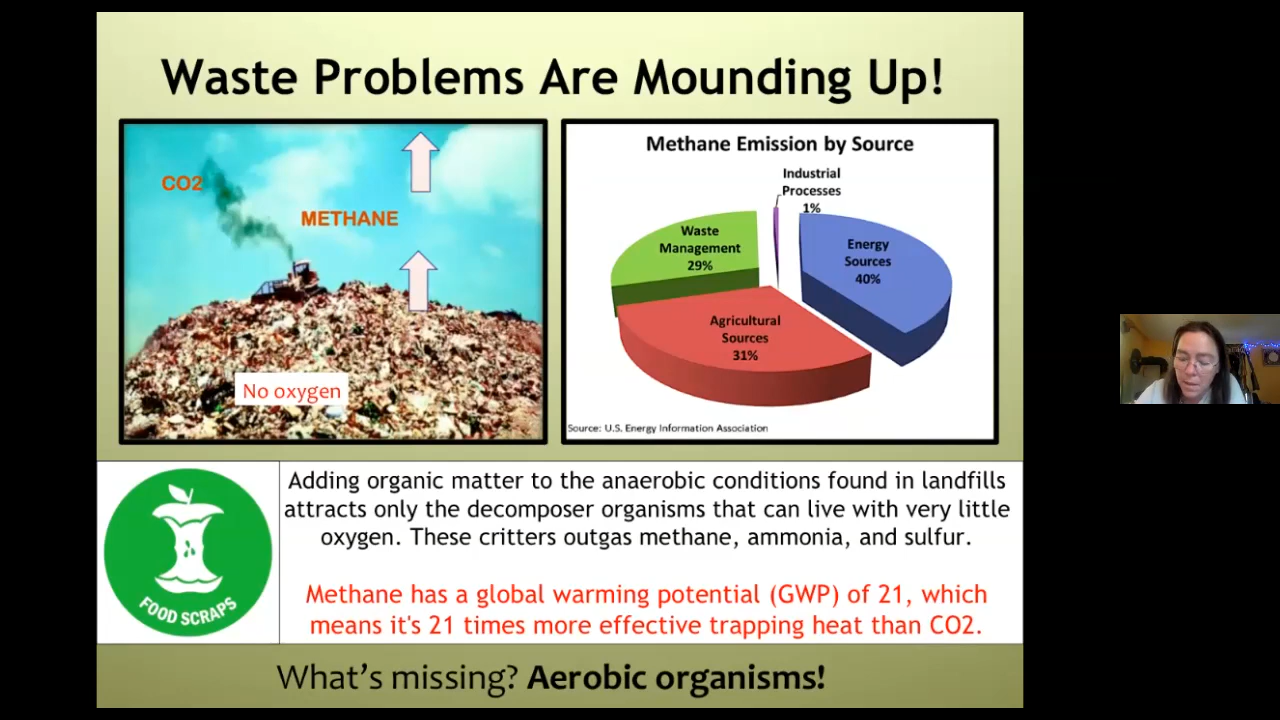 Waste Problems Are Mounding Up!
CO2
METHANE
No oxygen
Methane Emission by Source
Industrial
Processes
1%
Waste
Management
29%
Energy
Sources
40%
Agricultural
Sources
31%
Source: U.S. Energy Information Association
FOOD SCRAPS
Adding organic matter to the anaerobic conditions found in landfills
attracts only the decomposer organisms that can live with very little
oxygen. These critters outgas methane, ammonia, and sulfur.
Methane has a global warming potential (GWP) of 21, which
means it's 21 times more effective trapping heat than CO2.
What's missing? Aerobic organisms!